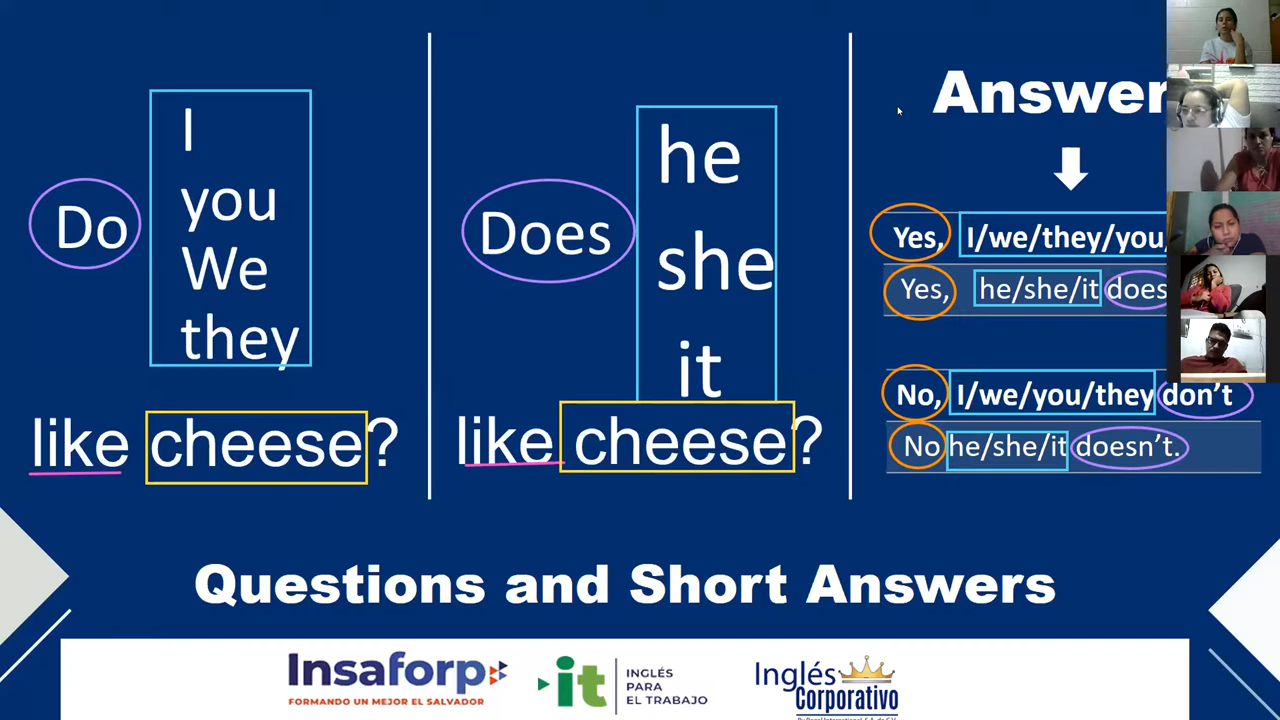 Do
I
you
We
they
like cheese?
Does
he
she
it
like cheese?
Yes, I/we/they/you,
Yes, he/she/it does
No, I/we/you/they don't
No he/she/it doesn't.
Questions and Short Answers
Insaforp
FORMANDO UN MEJOR EL SALVADOR
it
INGLÉS
PARA
EL TRABAJO
Inglés
Corporativo